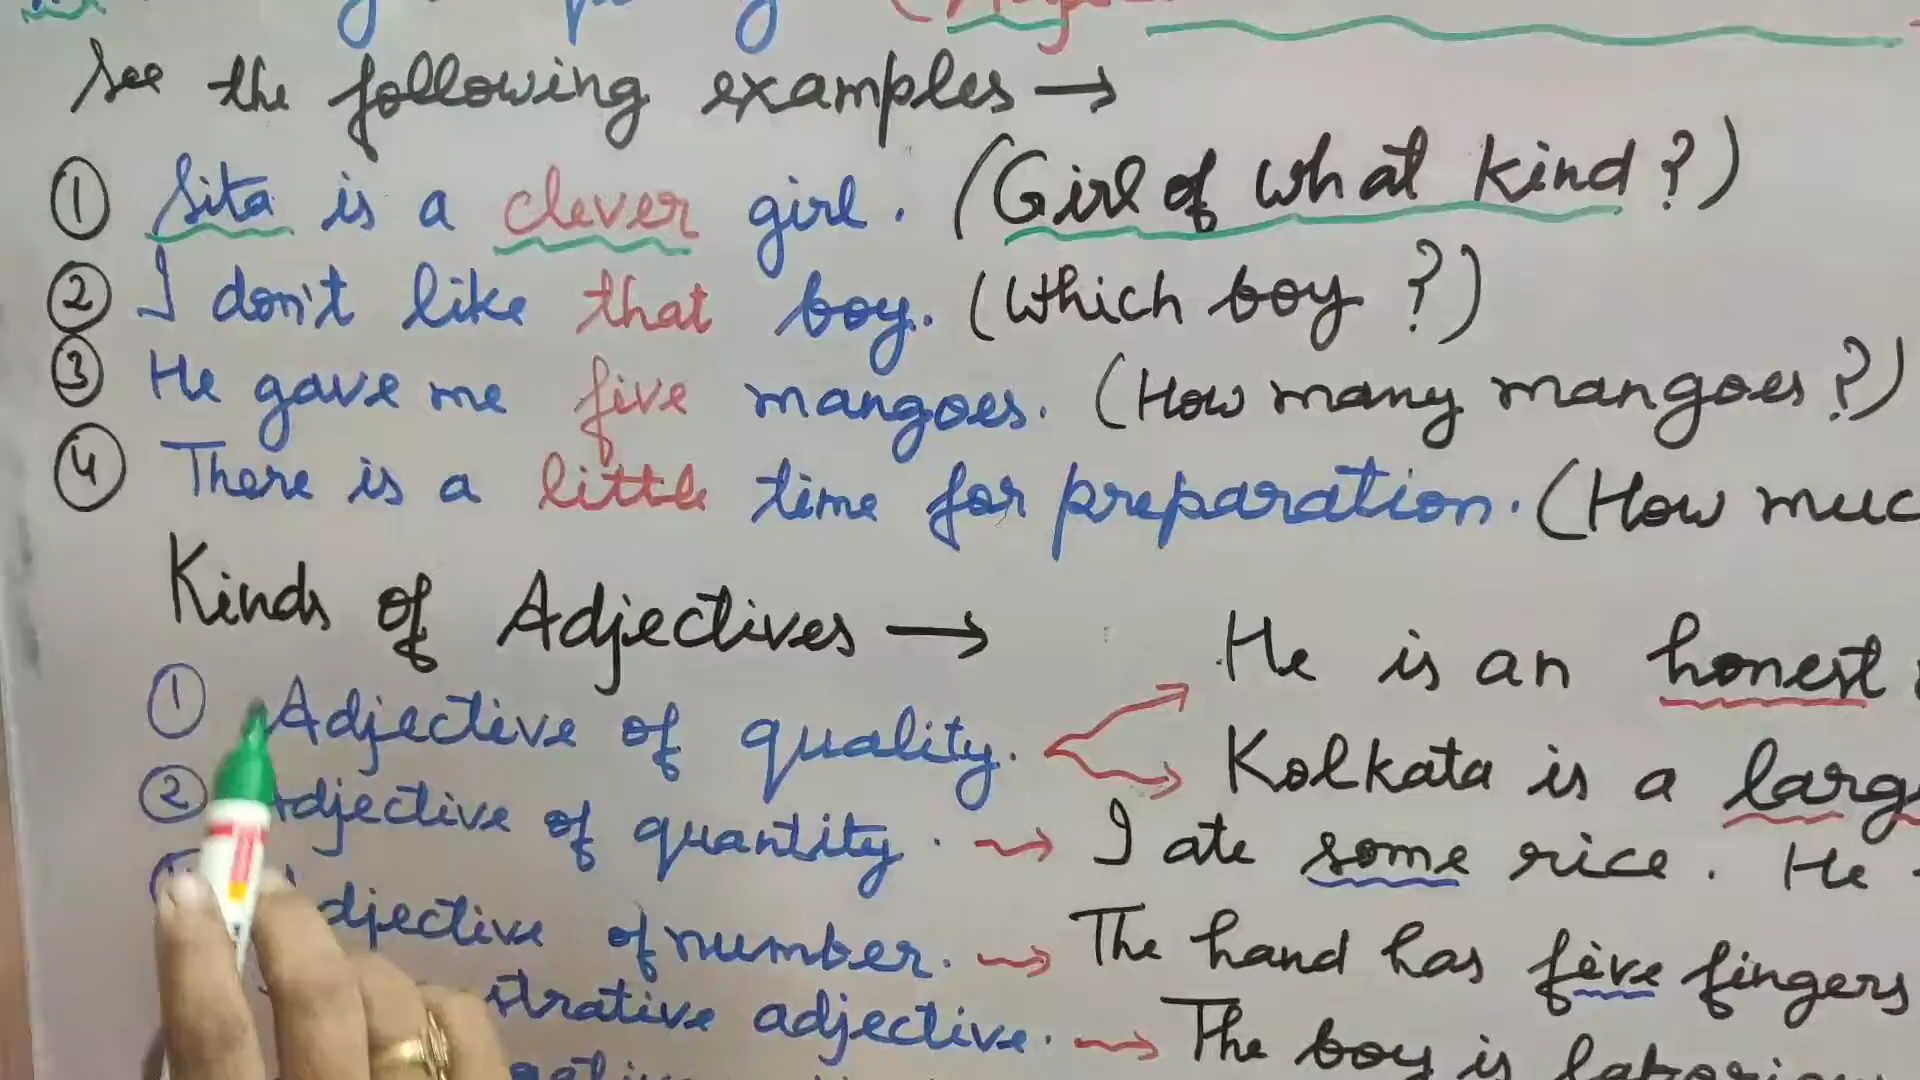 See the following examples →
① Sita is a clever girl. (Girl of what kind?)
② I don't like that boy. (Which boy?)
③ He gave me five mangoes. (How many mangoes?)
④ There is a little time for preparation. (How muc
Kinds of Adjectives →
① Adjective of quality. → He is an honest
→ Kolkata is a larg
② Adjective of quantity. → I ate some rice. He
djective of number. → The hand has five fingers
strative adjective. → The boy is